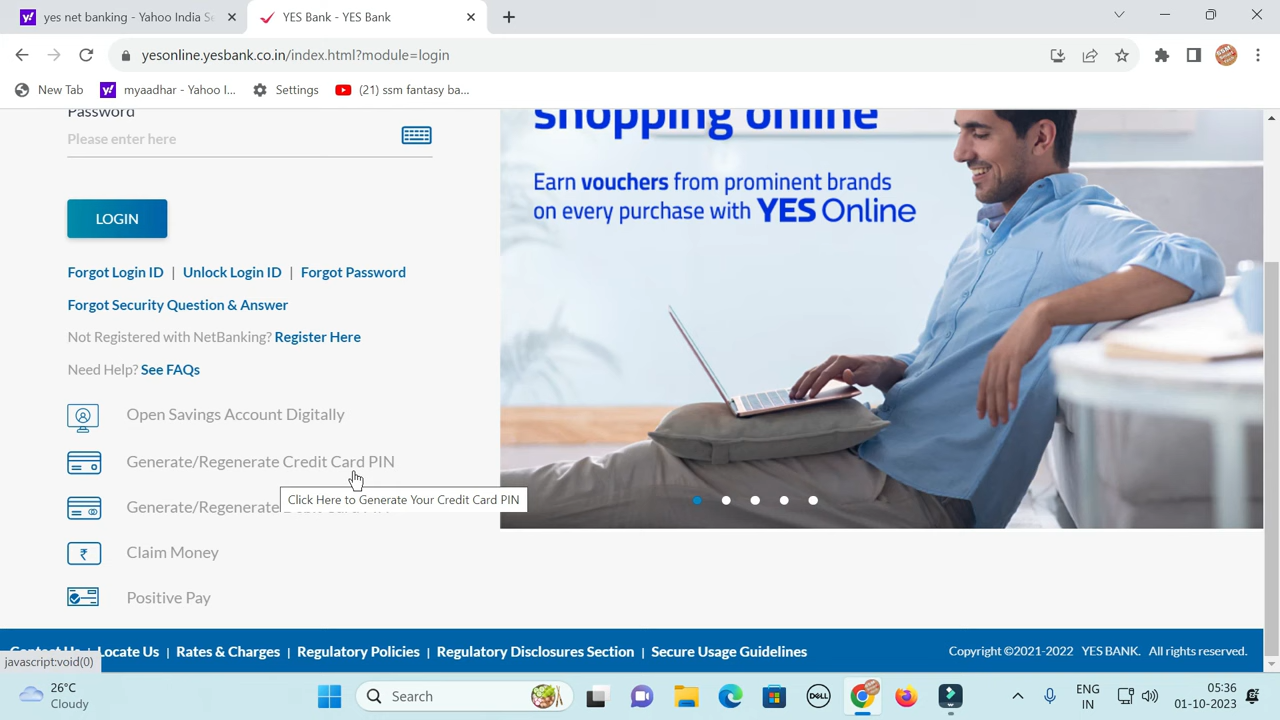 yes net banking - Yahoo India Se
YES Bank - YES Bank
yesonline.yesbank.co.in/index.html?module=login
New Tab
myaadhar - Yahoo I...
Settings
(21) ssm fantasy ba...
Password
Please enter here
LOGIN
Forgot Login ID | Unlock Login ID | Forgot Password
Forgot Security Question & Answer
Not Registered with NetBanking? Register Here
Need Help? See FAQs
Open Savings Account Digitally
Generate/Regenerate Credit Card PIN
Click Here to Generate Your Credit Card PIN
Generate/Regenerate
Claim Money
Positive Pay
shopping online
Earn vouchers from prominent brands
on every purchase with YES Online
Contact Us | Locate Us | Rates & Charges | Regulatory Policies | Regulatory Disclosures Section | Secure Usage Guidelines
Copyright ©2021-2022 YES BANK. All rights reserved.
javascript:void(0)
26°C
Cloudy
Search
DELL
ENG
IN
05:36
01-10-2023